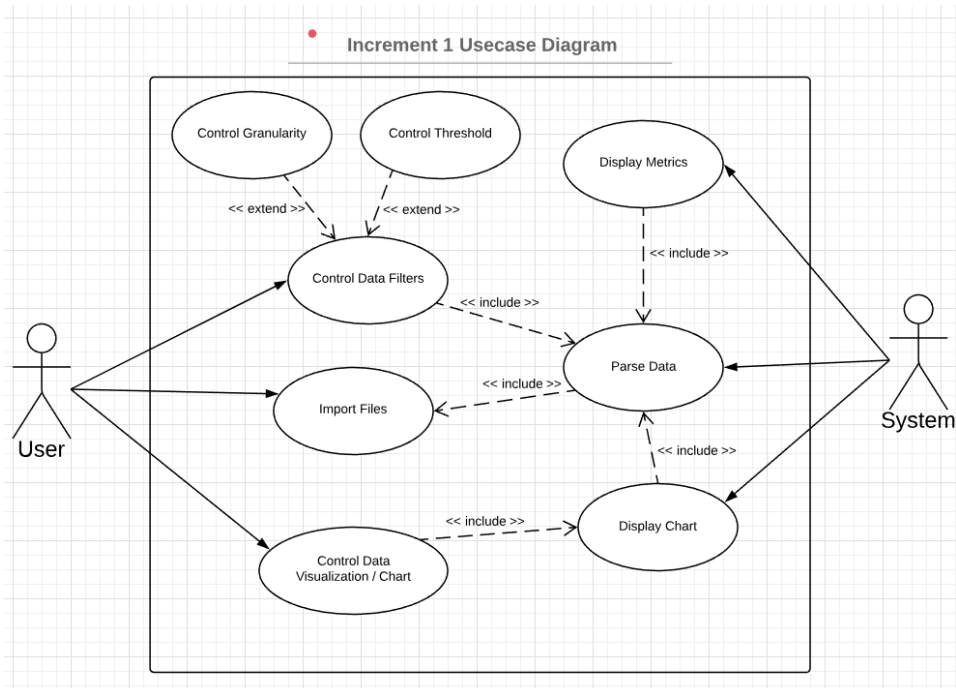 Increment 1 Usecase Diagram
Control Granularity
Control Threshold
Display Metrics
<< extend >>
<< extend >>
<< include >>
Control Data Filters
<< include >>
Parse Data
<< include >>
Import Files
User
System
<< include >>
<< include >>
Display Chart
Control Data
Visualization / Chart